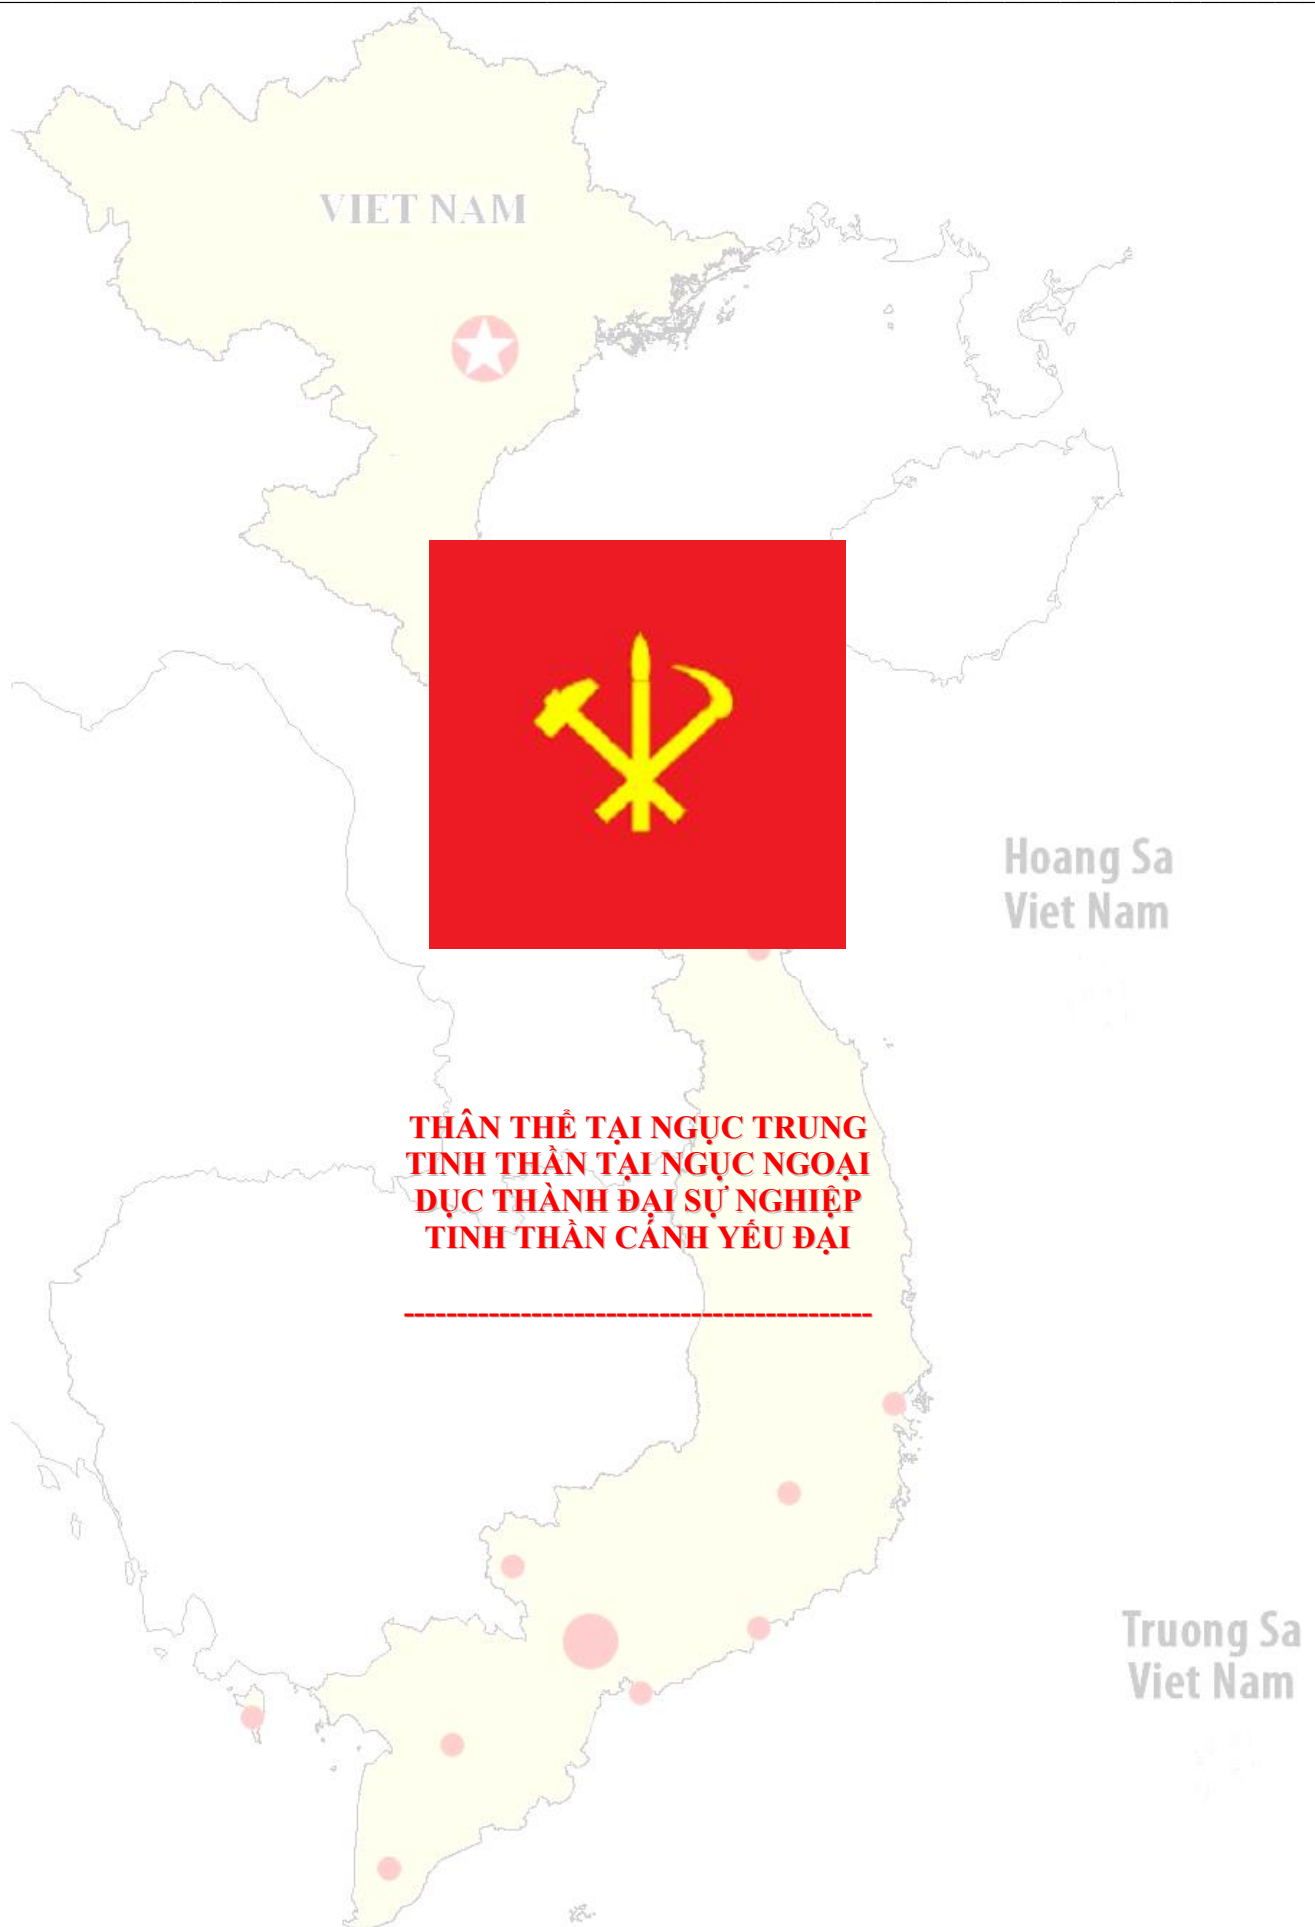 VIET NAM
Hoang Sa
Viet Nam
THÂN THỂ TẠI NGỤC TRUNG
TINH THẦN TẠI NGỤC NGOẠI
DỤC THÀNH ĐẠI SỰ NGHIỆP
TINH THẦN CÁNH YẾU ĐẠI
--------------------------------------------
Truong Sa
Viet Nam